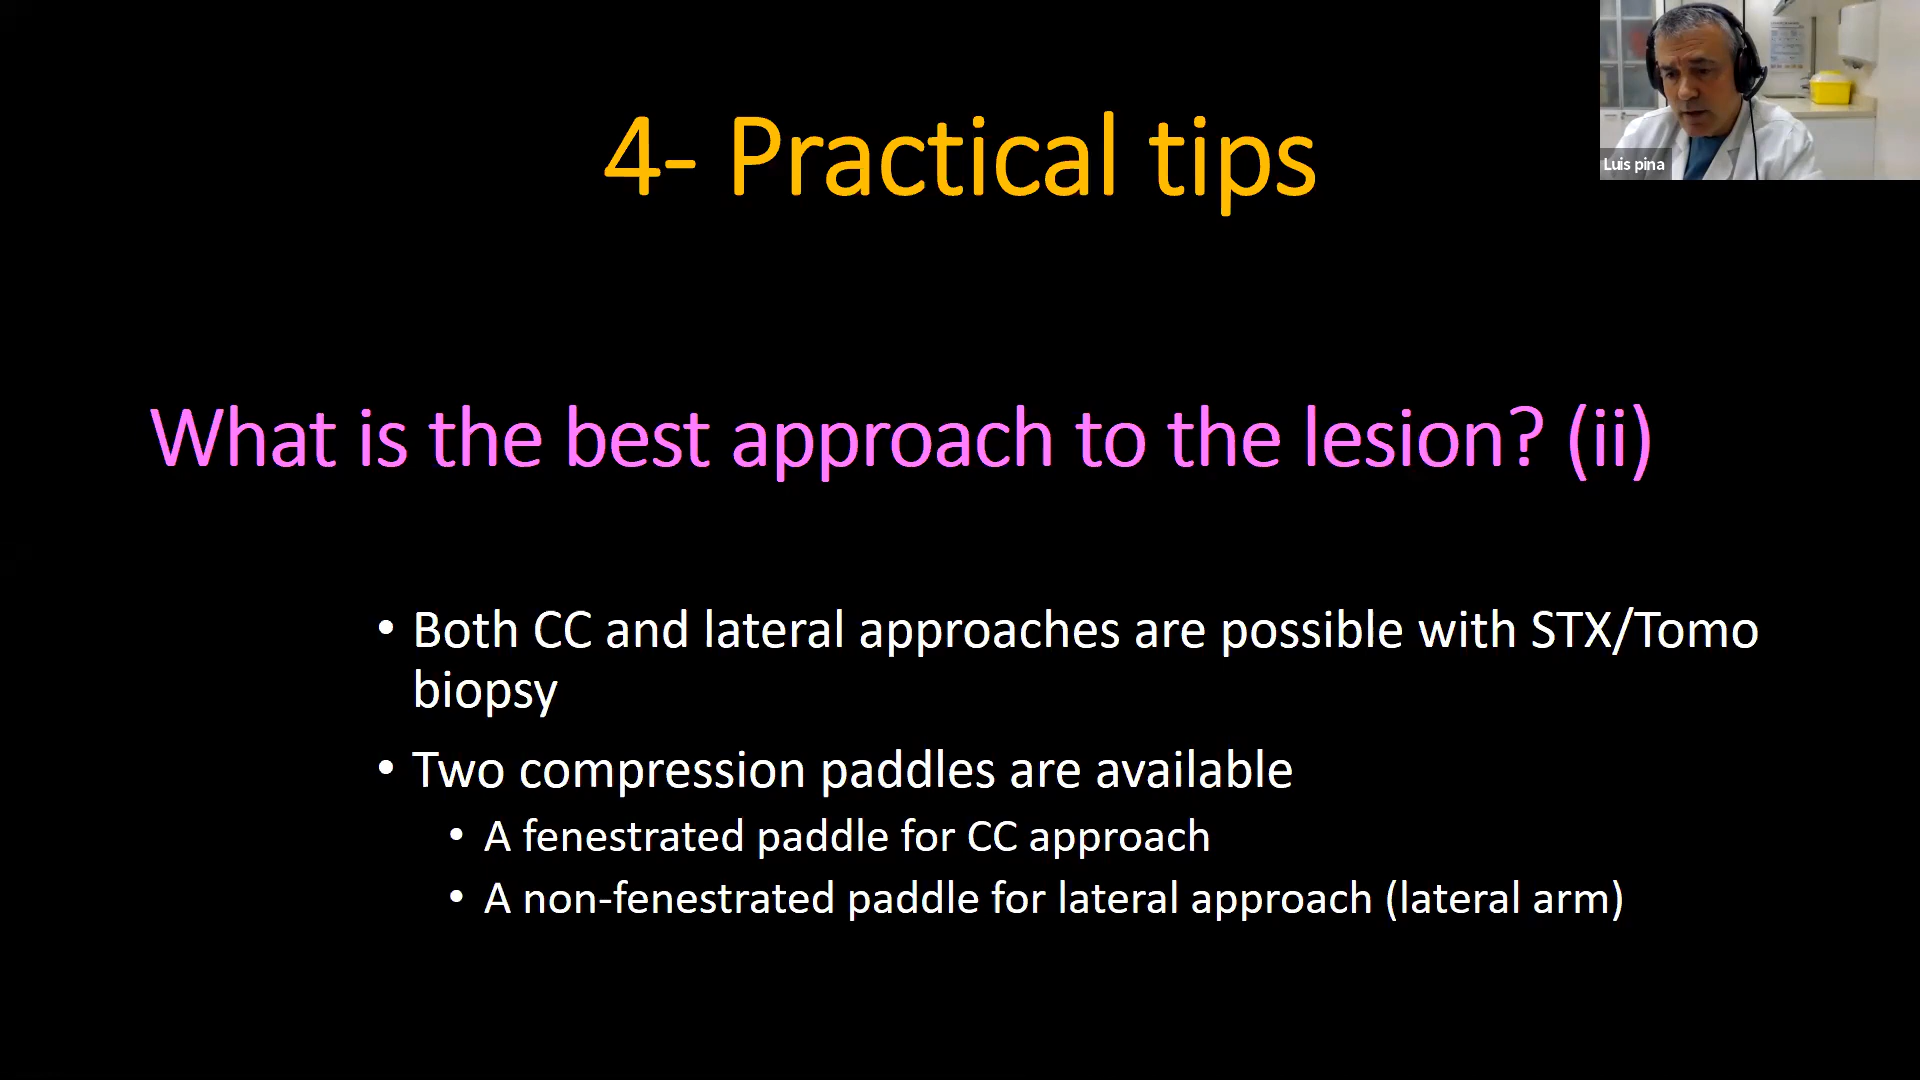 4- Practical tips
Luis pina
What is the best approach to the lesion? (ii)
• Both CC and lateral approaches are possible with STX/Tomo
biopsy
• Two compression paddles are available
• A fenestrated paddle for CC approach
• A non-fenestrated paddle for lateral approach (lateral arm)